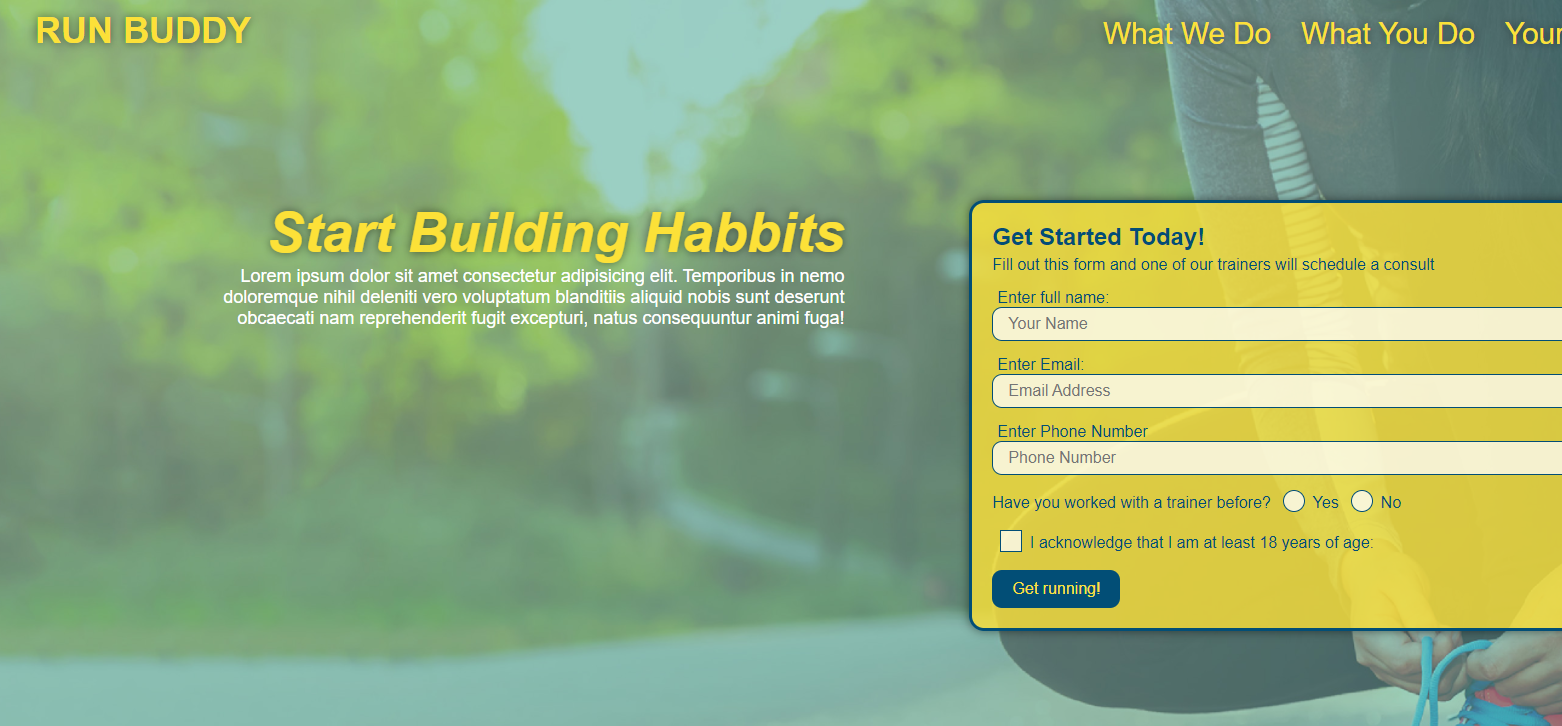 RUN BUDDY
What We Do What You Do Your
Start Building Habbits
Lorem ipsum dolor sit amet consectetur adipisicing elit. Temporibus in nemo
doloremque nihil deleniti vero voluptatum blanditiis aliquid nobis sunt deserunt
obcaecati nam reprehenderit fugit excepturi, natus consequuntur animi fuga!
Get Started Today!
Fill out this form and one of our trainers will schedule a consult
Enter full name:
Your Name
Enter Email:
Email Address
Enter Phone Number
Phone Number
Have you worked with a trainer before? Yes No
I acknowledge that I am at least 18 years of age:
Get running!